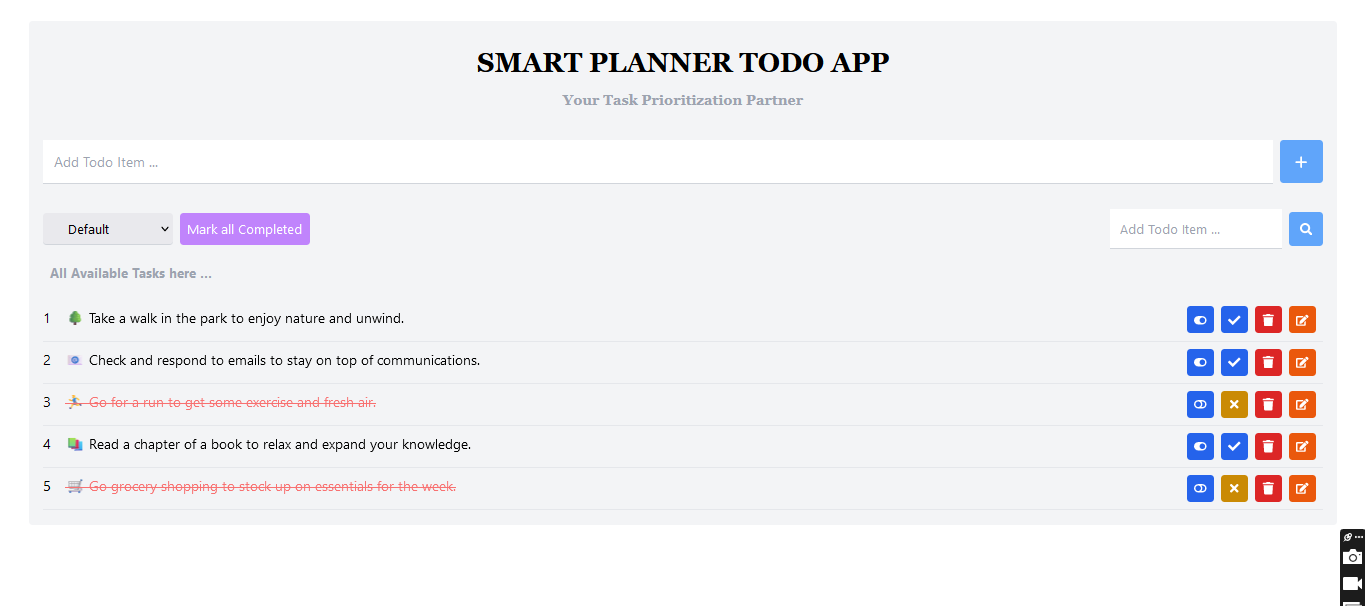 SMART PLANNER TODO APP
Your Task Prioritization Partner
Add Todo Item ...
Default Mark all Completed Add Todo Item ...
All Available Tasks here ...
1 🌳 Take a walk in the park to enjoy nature and unwind.
2 📧 Check and respond to emails to stay on top of communications.
3 🏃 Go for a run to get some exercise and fresh air.
4 📚 Read a chapter of a book to relax and expand your knowledge.
5 🛒 Go grocery shopping to stock up on essentials for the week.